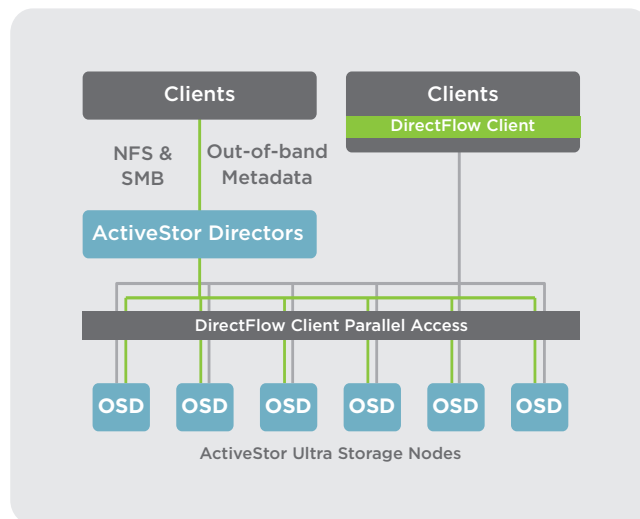 Clients
Clients
DirectFlow Client
NFS & SMB
Out-of-band Metadata
ActiveStor Directors
DirectFlow Client Parallel Access
OSD OSD OSD OSD OSD OSD
ActiveStor Ultra Storage Nodes